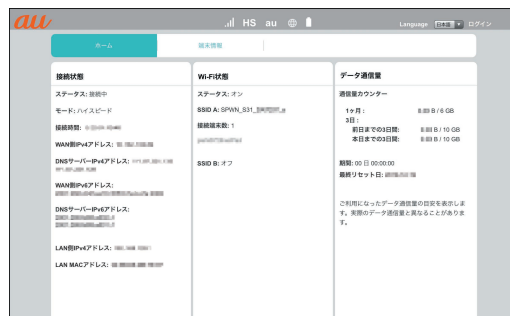 au
HS au
Language 日本語 ログイン
ホーム 端末情報
接続状態
ステータス: 接続中
モード: ハイスピード
接続時間:
WAN側IPv4アドレス:
DNSサーバーIPv4アドレス:
WAN側IPv6アドレス:
DNSサーバーIPv6アドレス:
LAN側IPv4アドレス:
LAN MACアドレス:
Wi-Fi状態
ステータス: オン
SSID A: SPWN_S31_
接続端末数: 1
SSID B: オフ
データ通信量
通信量カウンター
1ヶ月: B / 6 GB
3日:
前日までの3日間: B / 10 GB
本日までの3日間: B / 10 GB
期間: 00 日 00:00:00
最終リセット日:
ご利用になったデータ通信量の目安を表示しま
す。実際のデータ通信量と異なることがありま
す。